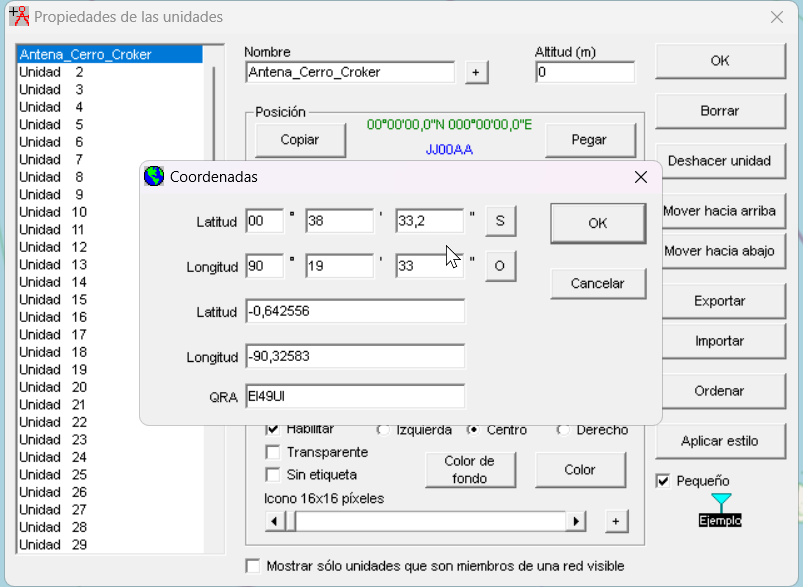 Propiedades de las unidades
Antena_Cerro_Croker
Unidad 2
Unidad 3
Unidad 4
Unidad 5
Unidad 6
Unidad 7
Unidad 8
Unidad 9
Unidad 10
Unidad 11
Unidad 12
Unidad 13
Unidad 14
Unidad 15
Unidad 16
Unidad 17
Unidad 18
Unidad 19
Unidad 20
Unidad 21
Unidad 22
Unidad 23
Unidad 24
Unidad 25
Unidad 26
Unidad 27
Unidad 28
Unidad 29
Nombre
Antena_Cerro_Croker
+
Altitud (m)
0
Posición
Copiar
00°00'00,0"N 000°00'00,0"E
JJ00AA
Pegar
Coordenadas
Latitud 00 ° 38 ' 33,2 " S
Longitud 90 ° 19 ' 33 " O
Latitud -0,642556
Longitud -90,32583
QRA EI49UI
OK
Cancelar
Habilitar Izquierda Centro Derecho
Transparente
Sin etiqueta
Color de
fondo
Color
Icono 16x16 píxeles
+
Mostrar sólo unidades que son miembros de una red visible
OK
Borrar
Deshacer unidad
Mover hacia arriba
Mover hacia abajo
Exportar
Importar
Ordenar
Aplicar estilo
Pequeño
Ejemplo